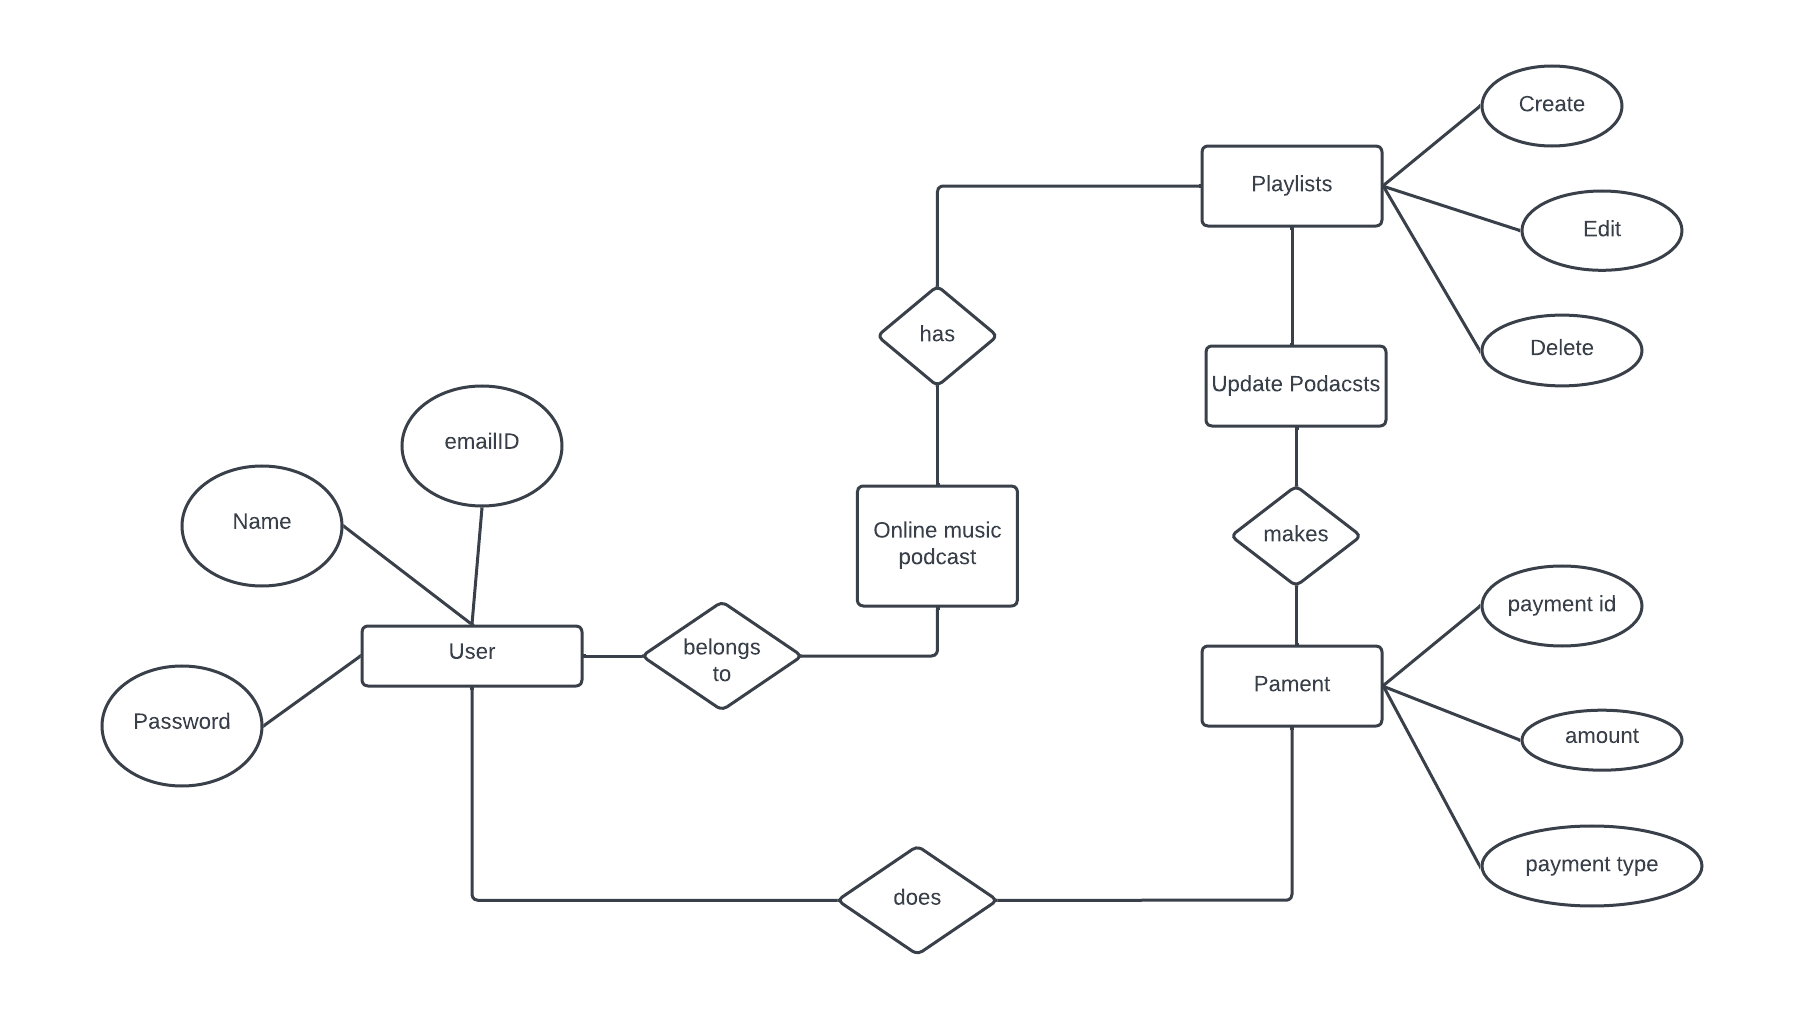 Create
Playlists
Edit
has
Delete
Update Podacsts
emailID
Name
Online music
podcast
makes
payment id
User
belongs
to
Pament
Password
amount
payment type
does